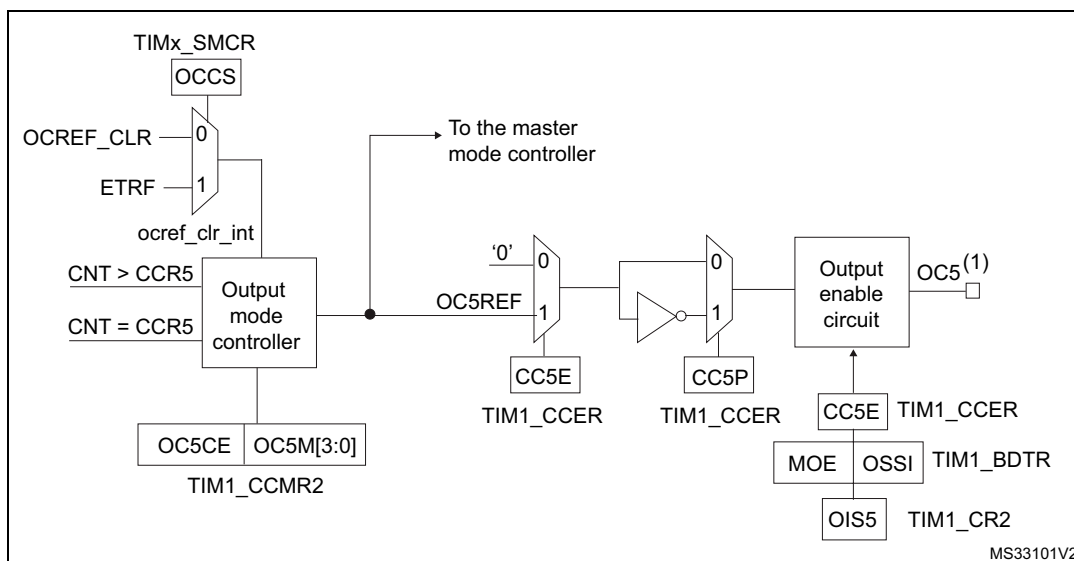 TIMx_SMCR
OCCS
OCREF_CLR
0
ETRF
1
ocref_clr_int
To the master
mode controller
CNT > CCR5
CNT = CCR5
Output
mode
controller
'0'
0
OC5REF
1
0
1
Output
enable
circuit
OC5 (1)
CC5E
TIM1_CCER
CC5P
TIM1_CCER
CC5E
TIM1_CCER
MOE
OSSI
TIM1_BDTR
OIS5
TIM1_CR2
OC5CE
OC5M[3:0]
TIM1_CCMR2
MS33101V2